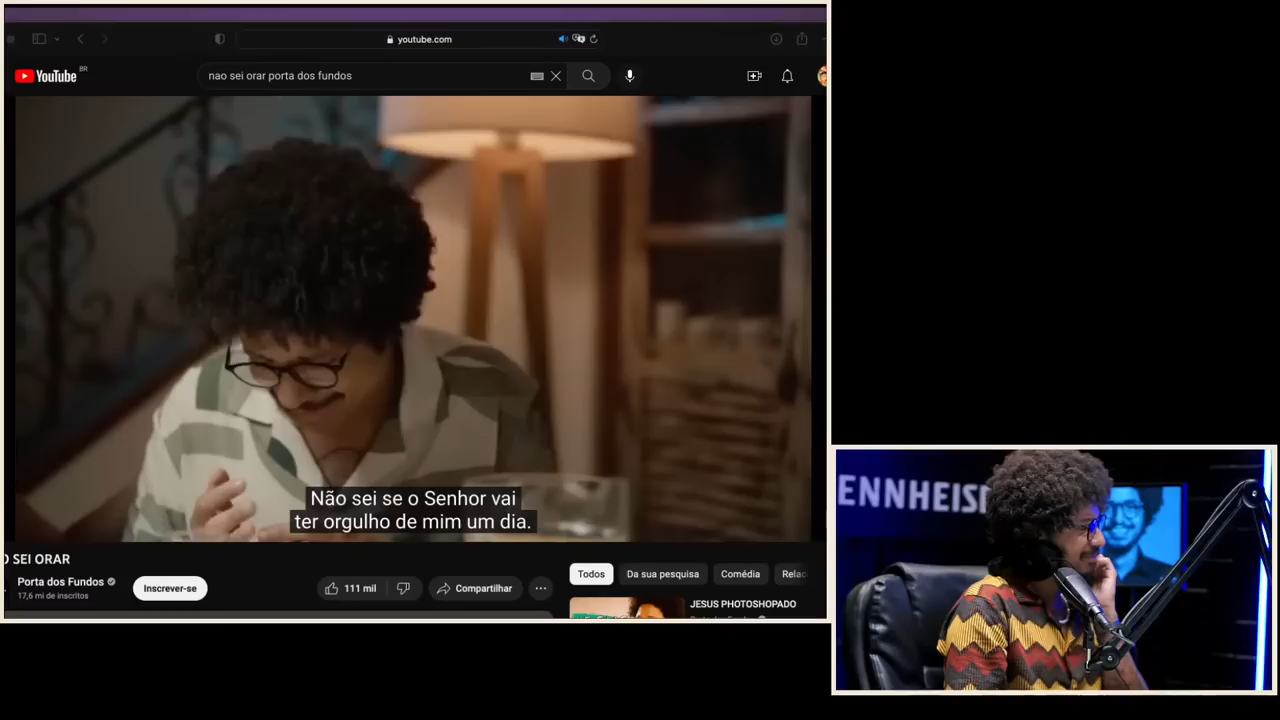 youtube.com
YouTube BR
nao sei orar porta dos fundos
Não sei se o Senhor vai
ter orgulho de mim um dia.
O SEI ORAR
Porta dos Fundos
17,6 mi de inscritos
Inscrever-se
111 mil
Compartilhar
Todos
Da sua pesquisa
Comédia
Relac
JESUS PHOTOSHOPADO
ENNHEISE